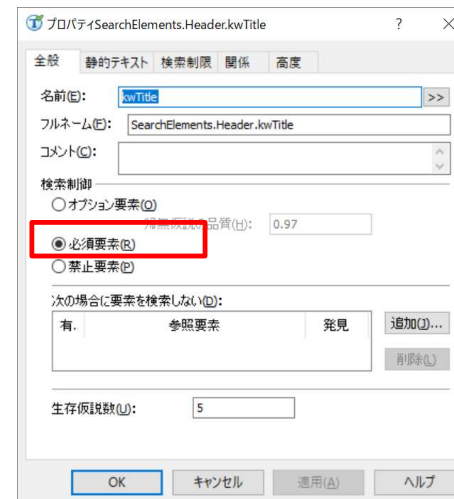 プロパティSearchElements.Header.kwTitle ? ×
全般 静的テキスト 検索制限 関係 高度
名前(E): kwTitle >>
フルネーム(F): SearchElements.Header.kwTitle
コメント(C):
検索制御
オプション要素(O)
品質(H): 0.97
必須要素(R)
禁止要素(P)
次の場合に要素を検索しない(D):
有. 参照要素 発見 追加(J)...
削除(L)
生存仮説数(U): 5
OK キャンセル 適用(A) ヘルプ